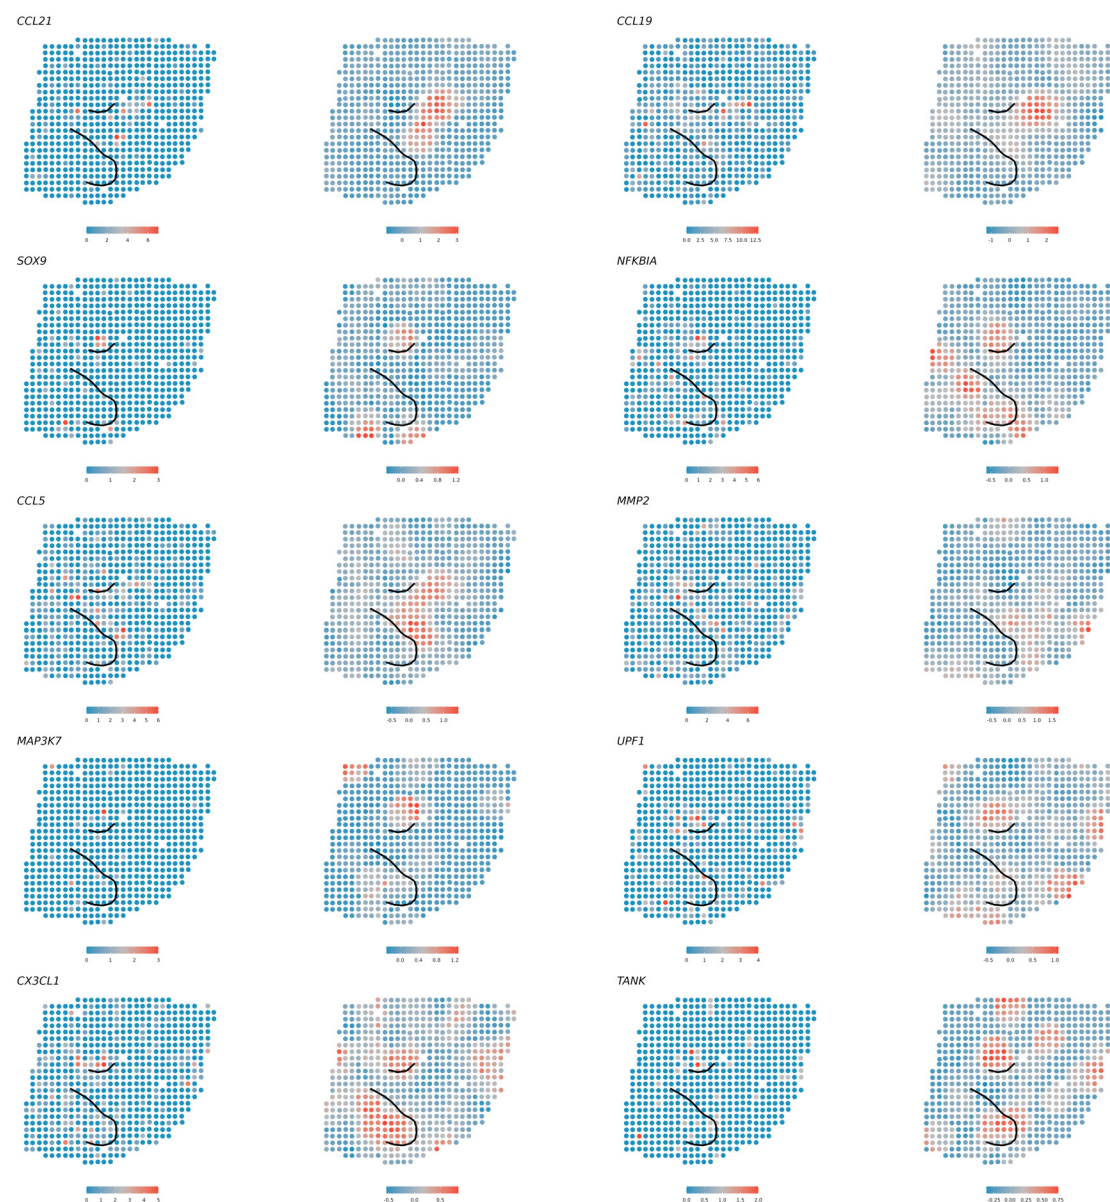 CCL21 CCL19
0 2 4 6 0 1 2 3 0.0 2.5 5.0 7.5 10.0 12.5 -1 0 1 2
SOX9 NFKBIA
0 1 2 3 0.0 0.4 0.8 1.2 0 1 2 3 4 5 6 -0.5 0.0 0.5 1.0
CCL5 MMP2
0 1 2 3 4 5 6 -0.5 0.0 0.5 1.0 0 2 4 6 -0.5 0.0 0.5 1.0 1.5
MAP3K7 UPF1
0 1 2 3 0.0 0.4 0.8 1.2 0 1 2 3 4 -0.5 0.0 0.5 1.0
CX3CL1 TANK
0 1 2 3 4 5 -0.5 0.0 0.5 0.0 0.5 1.0 1.5 2.0 -0.25 0.00 0.25 0.50 0.75